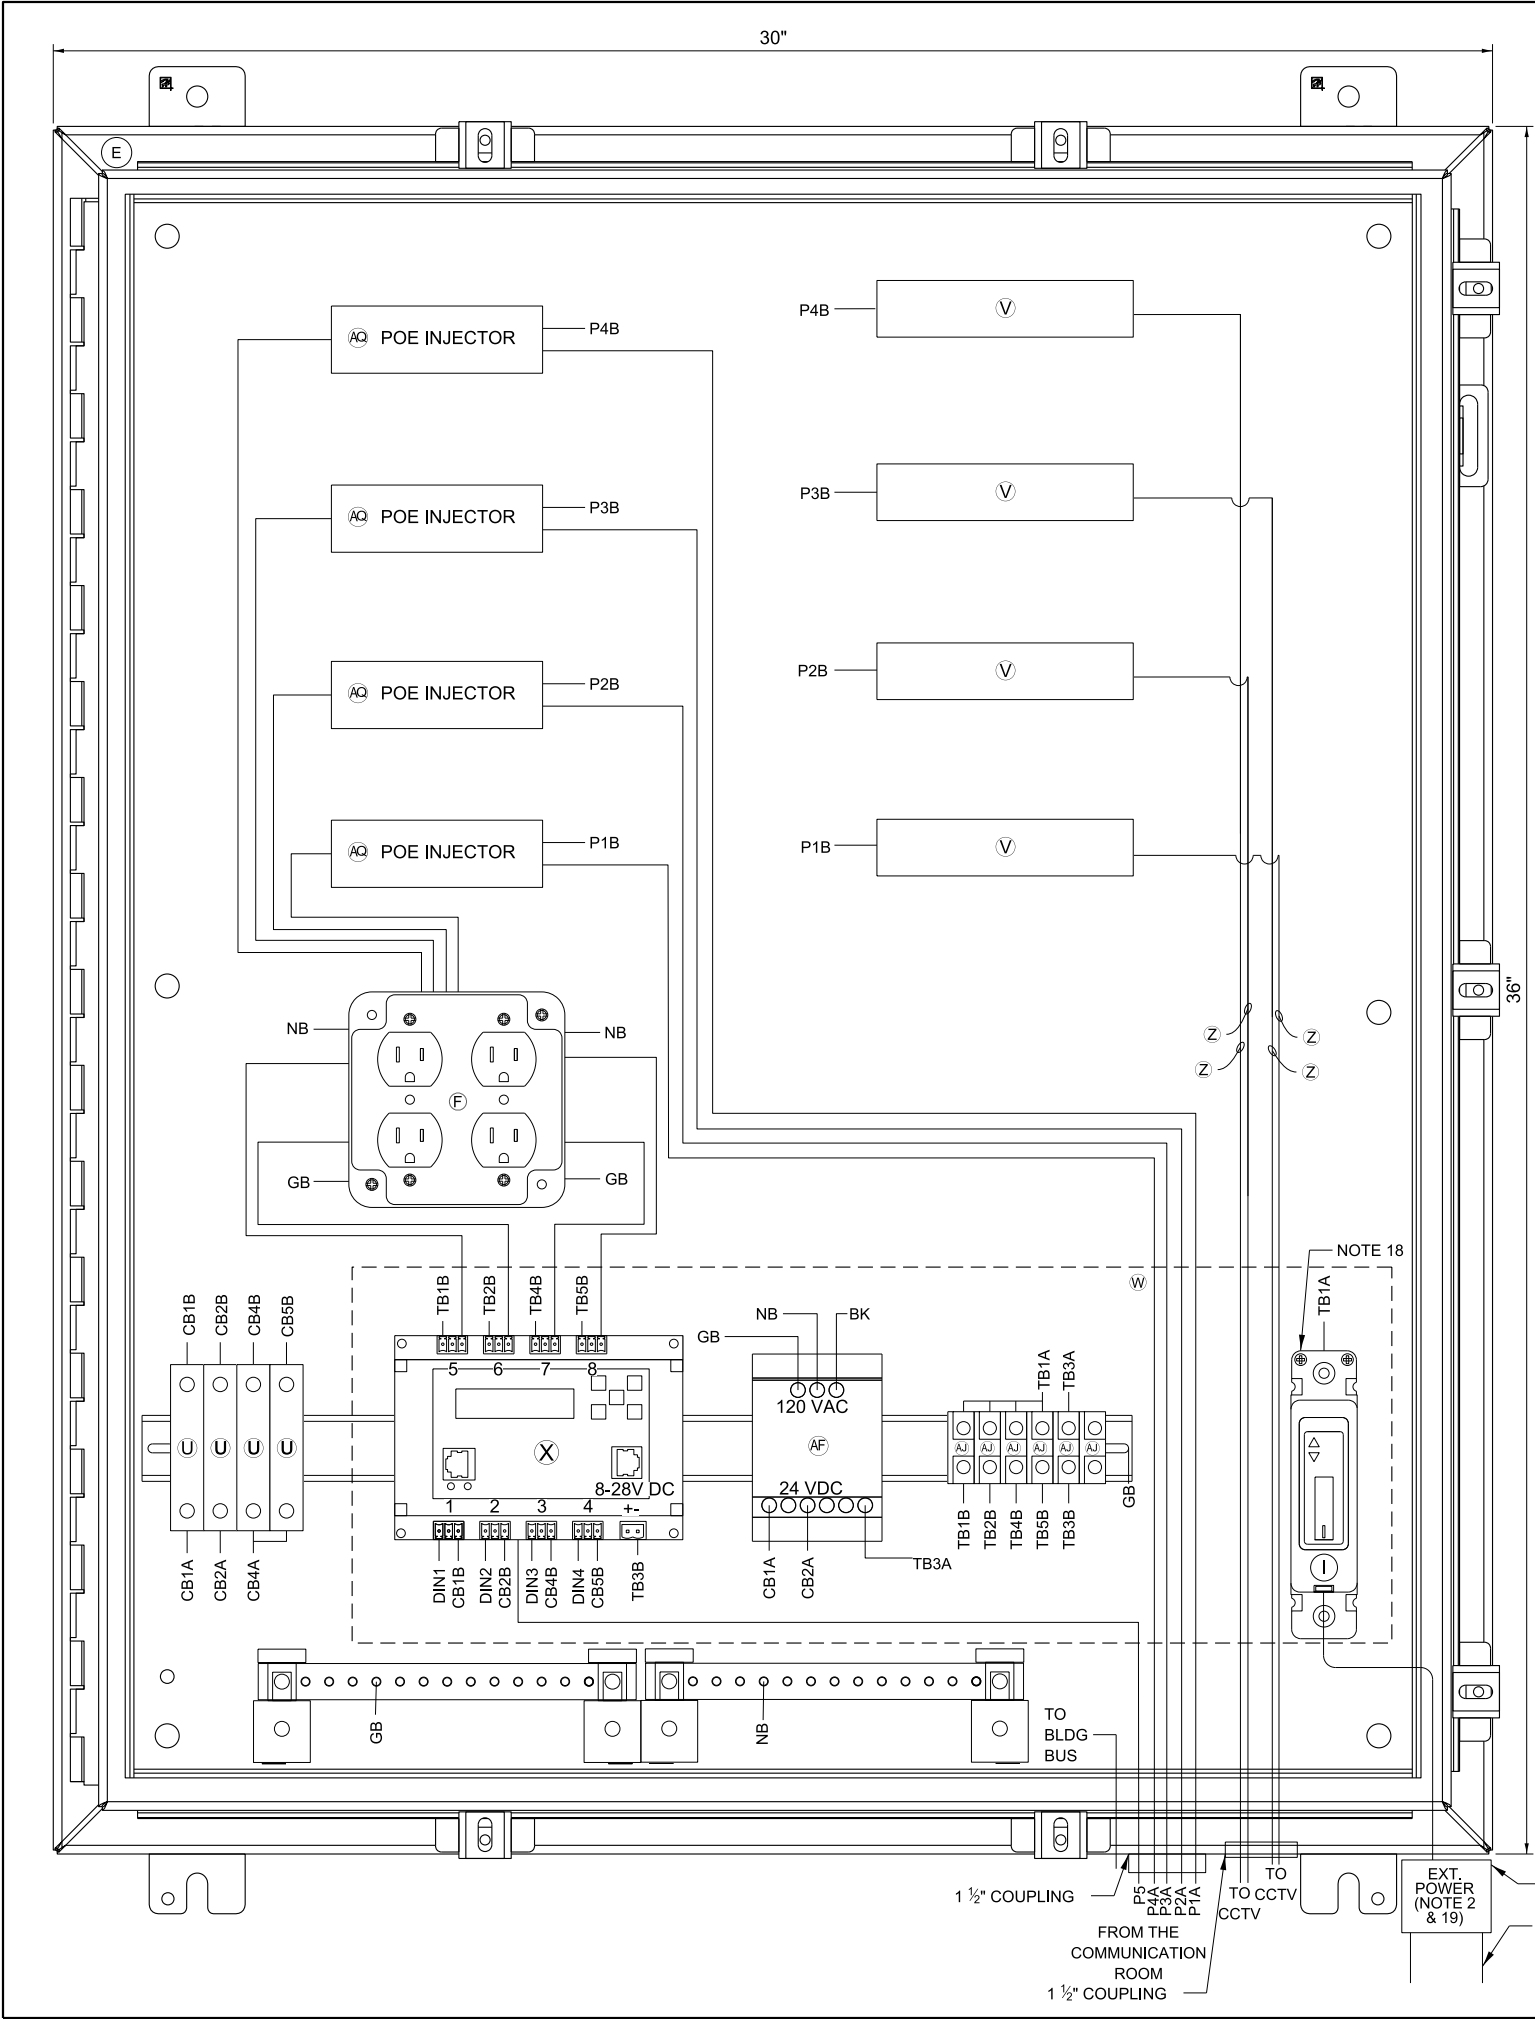 30"
E
AQ POE INJECTOR
P4B
P4B
V
AQ POE INJECTOR
P3B
P3B
V
AQ POE INJECTOR
P2B
P2B
V
AQ POE INJECTOR
P1B
P1B
V
36"
NB
NB
F
GB
GB
Z
Z
Z
Z
NOTE 18
W
TB1A
CB1B
CB2B
CB4B
CB5B
TB1B
TB2B
TB4B
TB5B
NB
BK
GB
TB1A
TB3A
5
6
7
8
120 VAC
U
U
U
U
X
AF
AJ
AJ
AJ
AJ
AJ
AJ
8-28V DC
24 VDC
1
2
3
4
+-
GB
CB1A
CB2A
CB4A
DIN1
CB1B
DIN2
CB2B
DIN3
CB4B
DIN4
CB5B
TB3B
CB1A
CB2A
TB3A
TB1B
TB2B
TB4B
TB5B
TB3B
GB
NB
TO
BLDG
BUS
1 ½" COUPLING
P5
P4A
P3A
P2A
P1A
TO
CCTV
TO
CCTV
EXT.
POWER
(NOTE 2
& 19)
FROM THE
COMMUNICATION
ROOM
1 ½" COUPLING